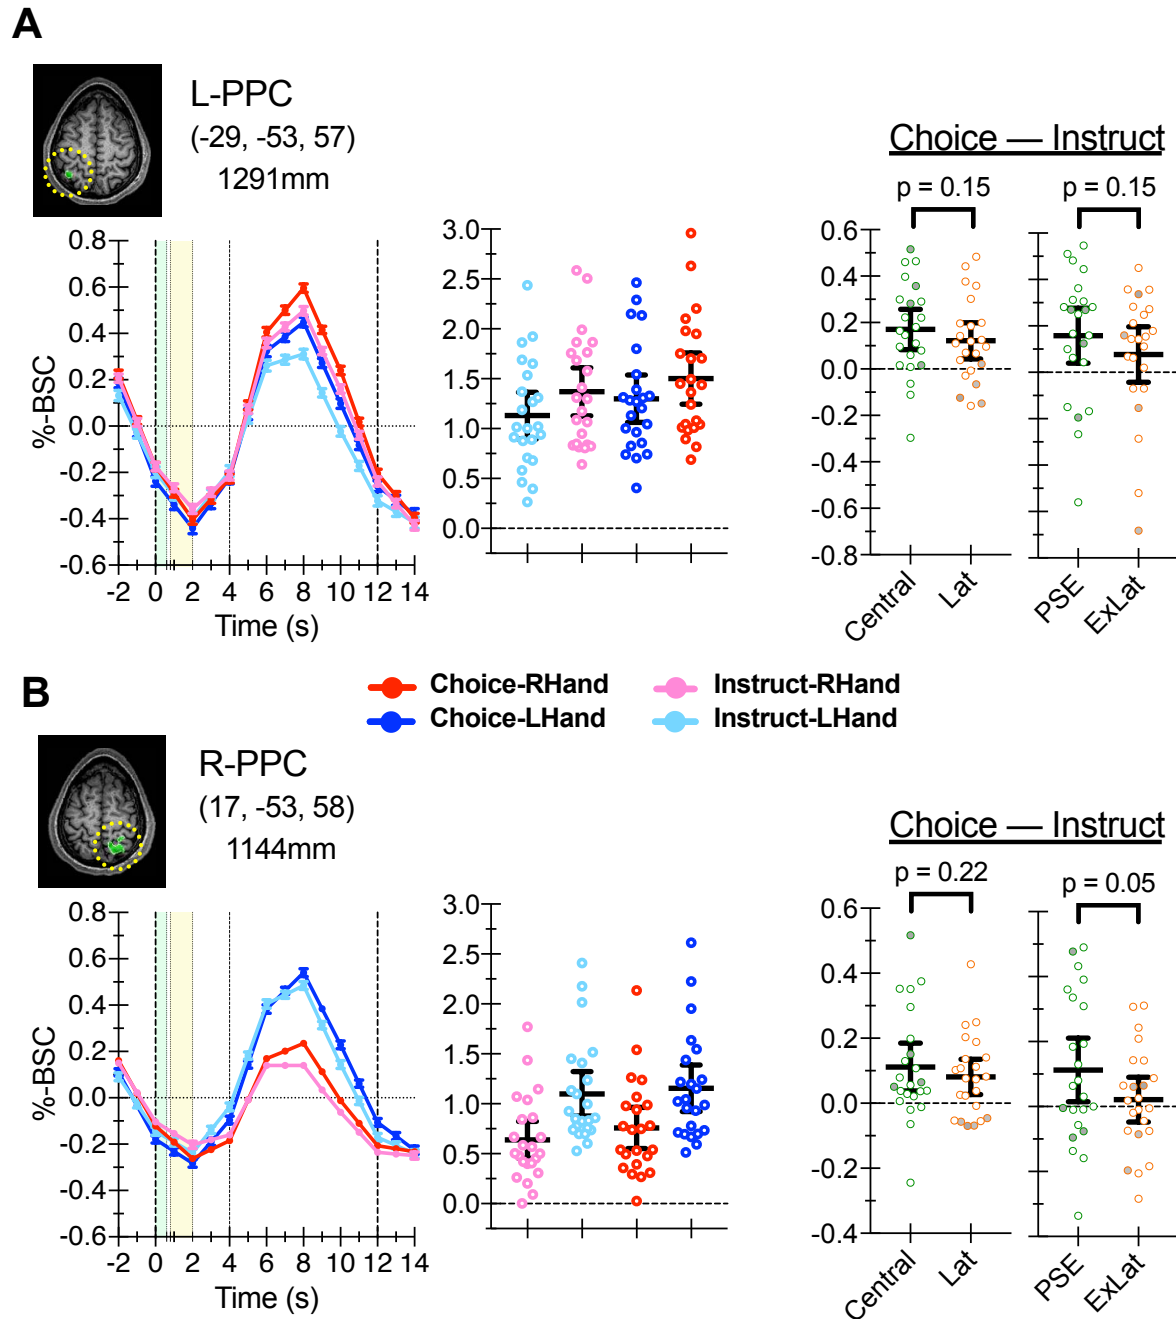 A
L-PPC
(-29, -53, 57)
1291mm
Choice — Instruct
p = 0.15
p = 0.15
%-BSC
0.8
0.6
0.4
0.2
0.0
-0.2
-0.4
-0.6
-2 0 2 4 6 8 10 12 14
Time (s)
3.0
2.5
2.0
1.5
1.0
0.5
0.0
0.6
0.4
0.2
0.0
-0.2
-0.4
-0.6
-0.8
Central
Lat
PSE
ExLat
Choice-RHand
Instruct-RHand
Choice-LHand
Instruct-LHand
B
R-PPC
(17, -53, 58)
1144mm
Choice — Instruct
p = 0.22
p = 0.05
%-BSC
0.8
0.6
0.4
0.2
0.0
-0.2
-0.4
-0.6
-2 0 2 4 6 8 10 12 14
Time (s)
3.0
2.5
2.0
1.5
1.0
0.5
0.0
0.6
0.4
0.2
0.0
-0.2
-0.4
Central
Lat
PSE
ExLat